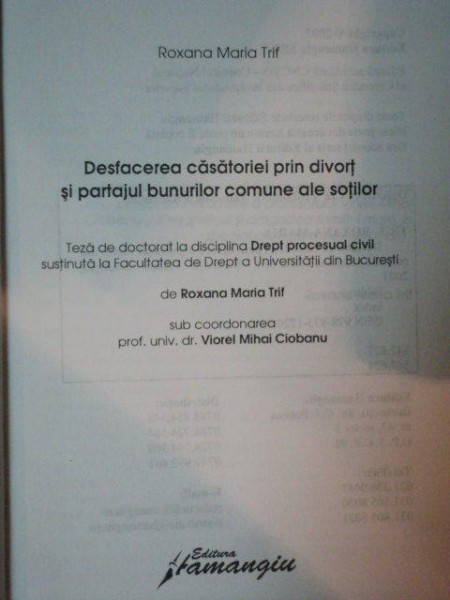 Roxana Maria Trif
Desfacerea căsătoriei prin divorț
și partajul bunurilor comune ale soților
Teză de doctorat la disciplina Drept procesual civil
susținută la Facultatea de Drept a Universității din București
de Roxana Maria Trif
sub coordonarea
prof. univ. dr. Viorel Mihai Ciobanu
Editura
Hamangiu